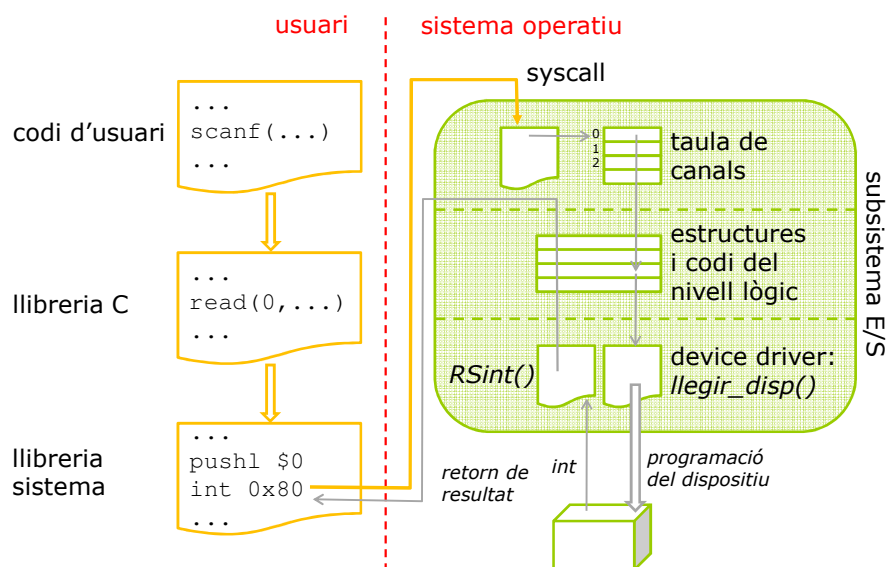 usuari
sistema operatiu
syscall
codi d'usuari
...
scanf(...)
...
0
1
2
taula de
canals
llibreria C
...
read(0,...)
...
estructures
i codi del
nivell lògic
subsistema E/S
RSint()
device driver:
llegir_disp()
llibreria
sistema
...
pushl $0
int 0x80
...
retorn de
resultat
int
programació
del dispositiu